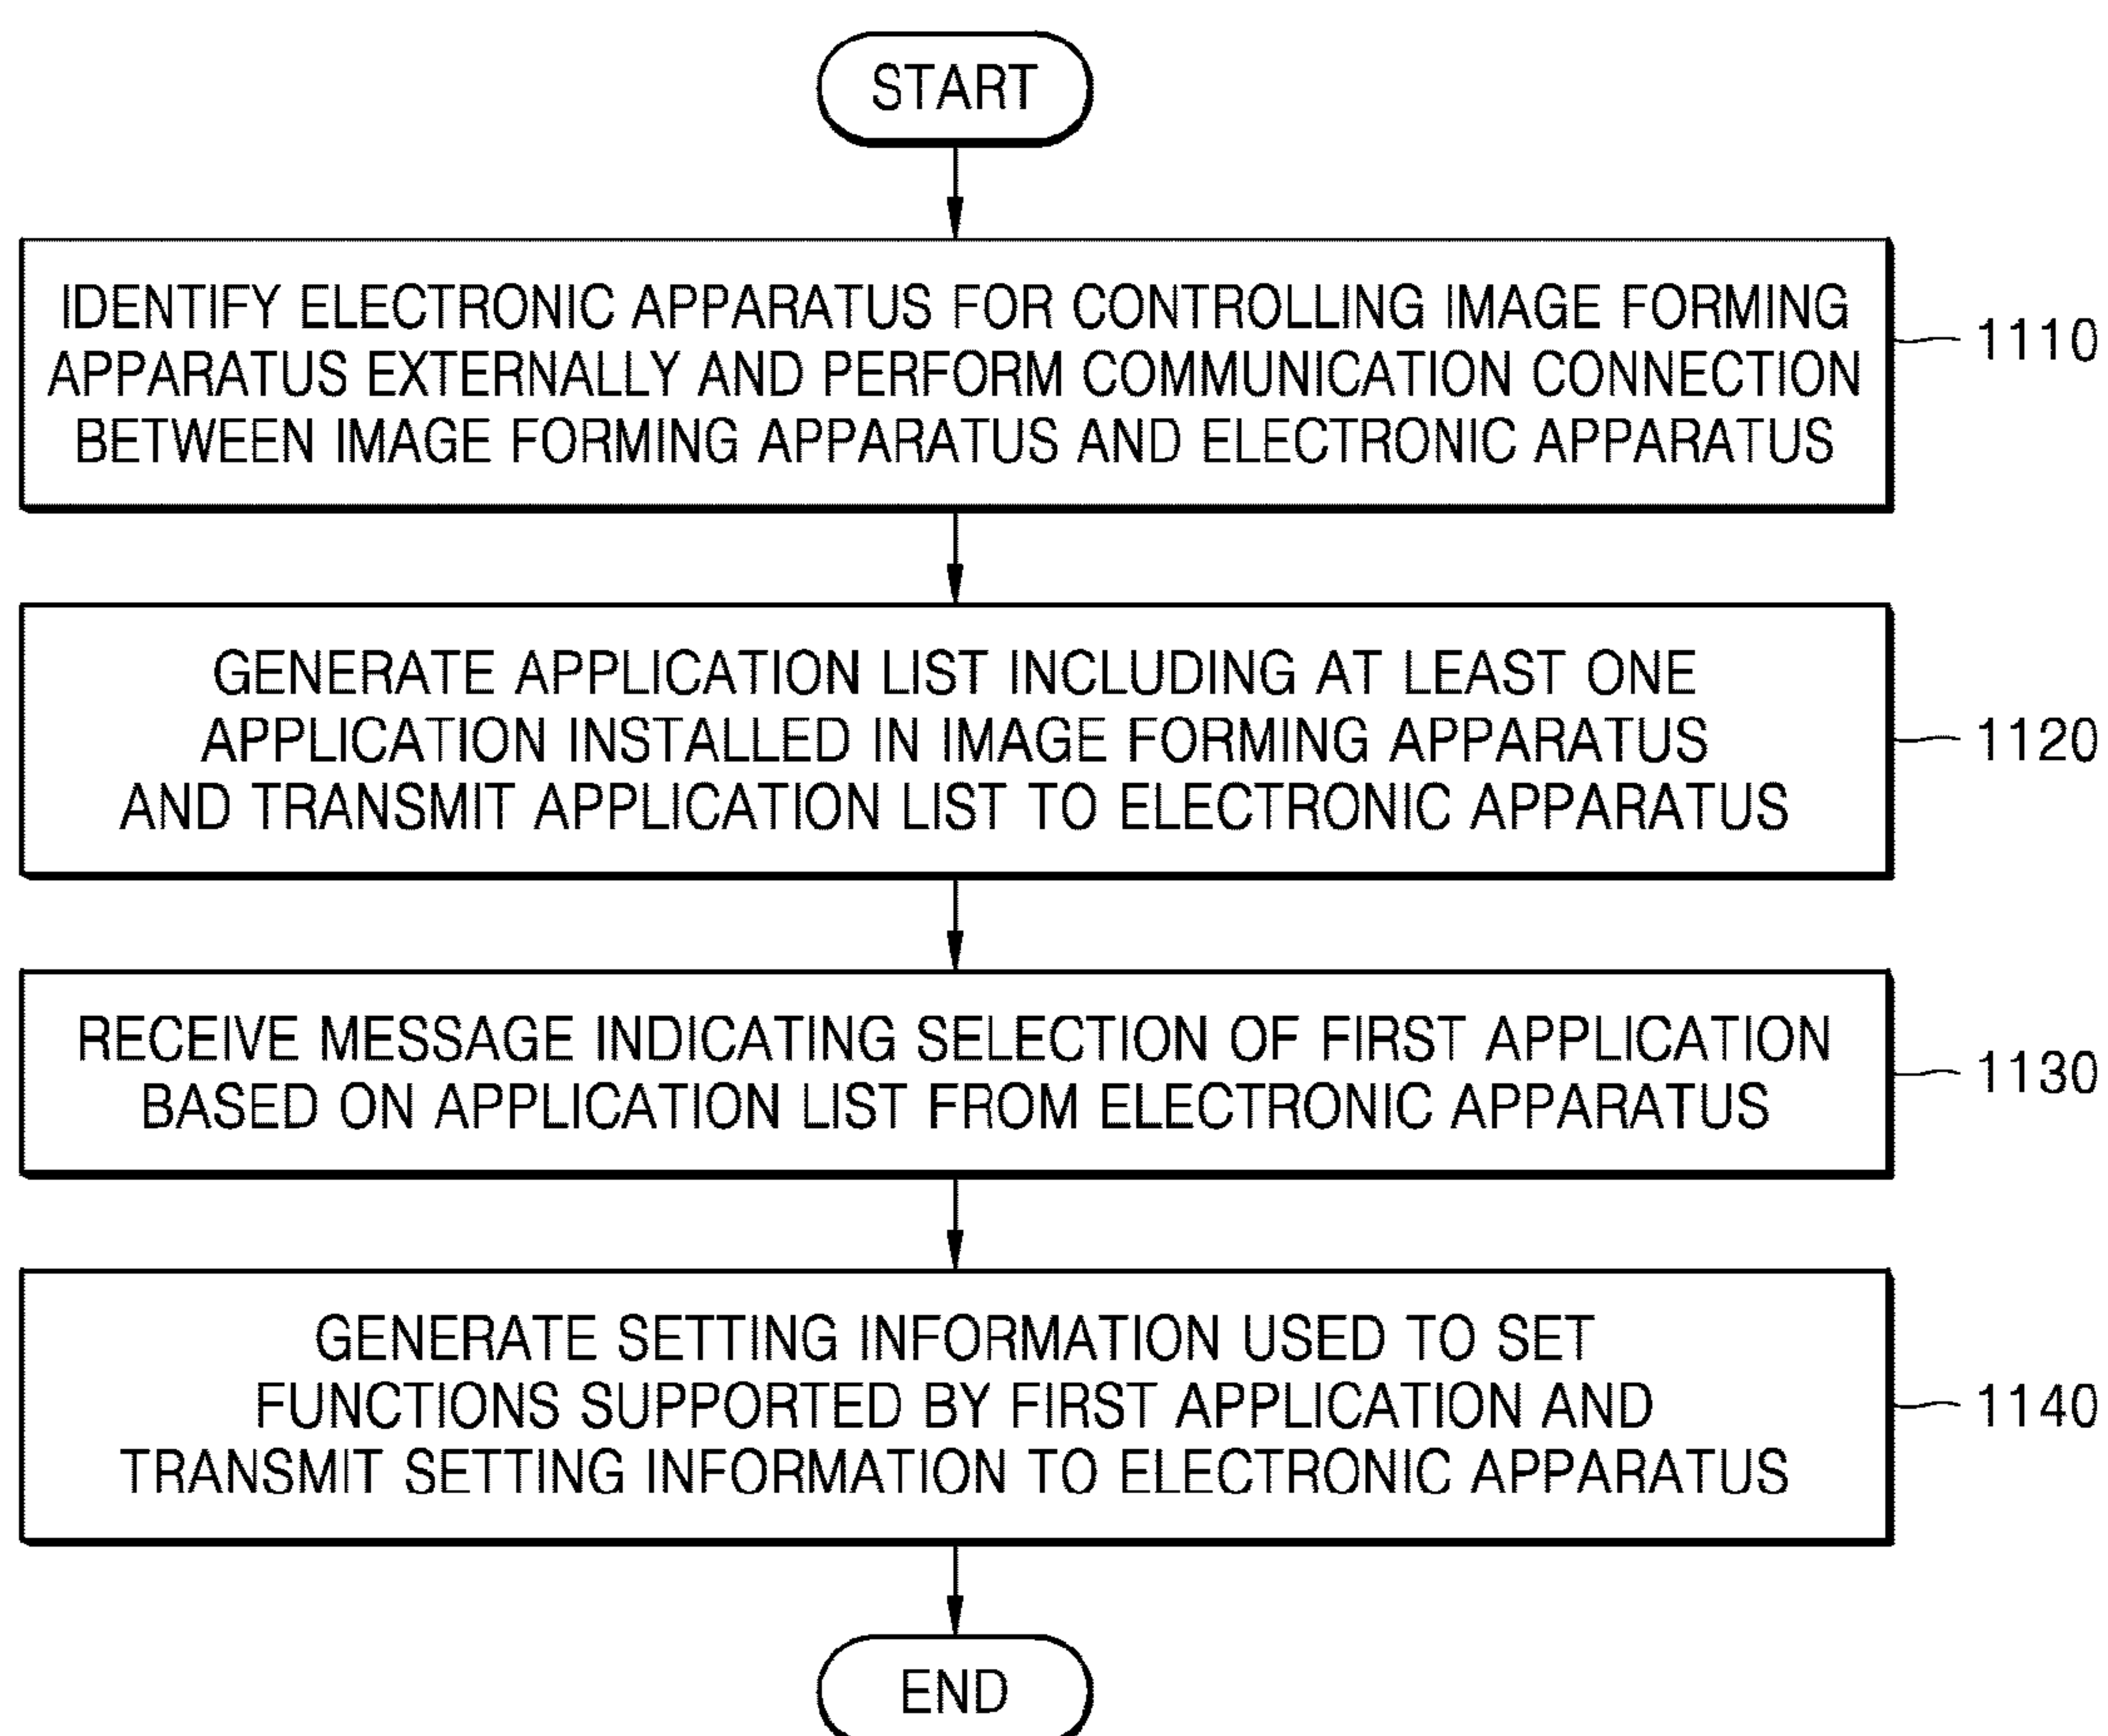 START
IDENTIFY ELECTRONIC APPARATUS FOR CONTROLLING IMAGE FORMING
APPARATUS EXTERNALLY AND PERFORM COMMUNICATION CONNECTION
BETWEEN IMAGE FORMING APPARATUS AND ELECTRONIC APPARATUS
1110
GENERATE APPLICATION LIST INCLUDING AT LEAST ONE
APPLICATION INSTALLED IN IMAGE FORMING APPARATUS
AND TRANSMIT APPLICATION LIST TO ELECTRONIC APPARATUS
1120
RECEIVE MESSAGE INDICATING SELECTION OF FIRST APPLICATION
BASED ON APPLICATION LIST FROM ELECTRONIC APPARATUS
1130
GENERATE SETTING INFORMATION USED TO SET
FUNCTIONS SUPPORTED BY FIRST APPLICATION AND
TRANSMIT SETTING INFORMATION TO ELECTRONIC APPARATUS
1140
END